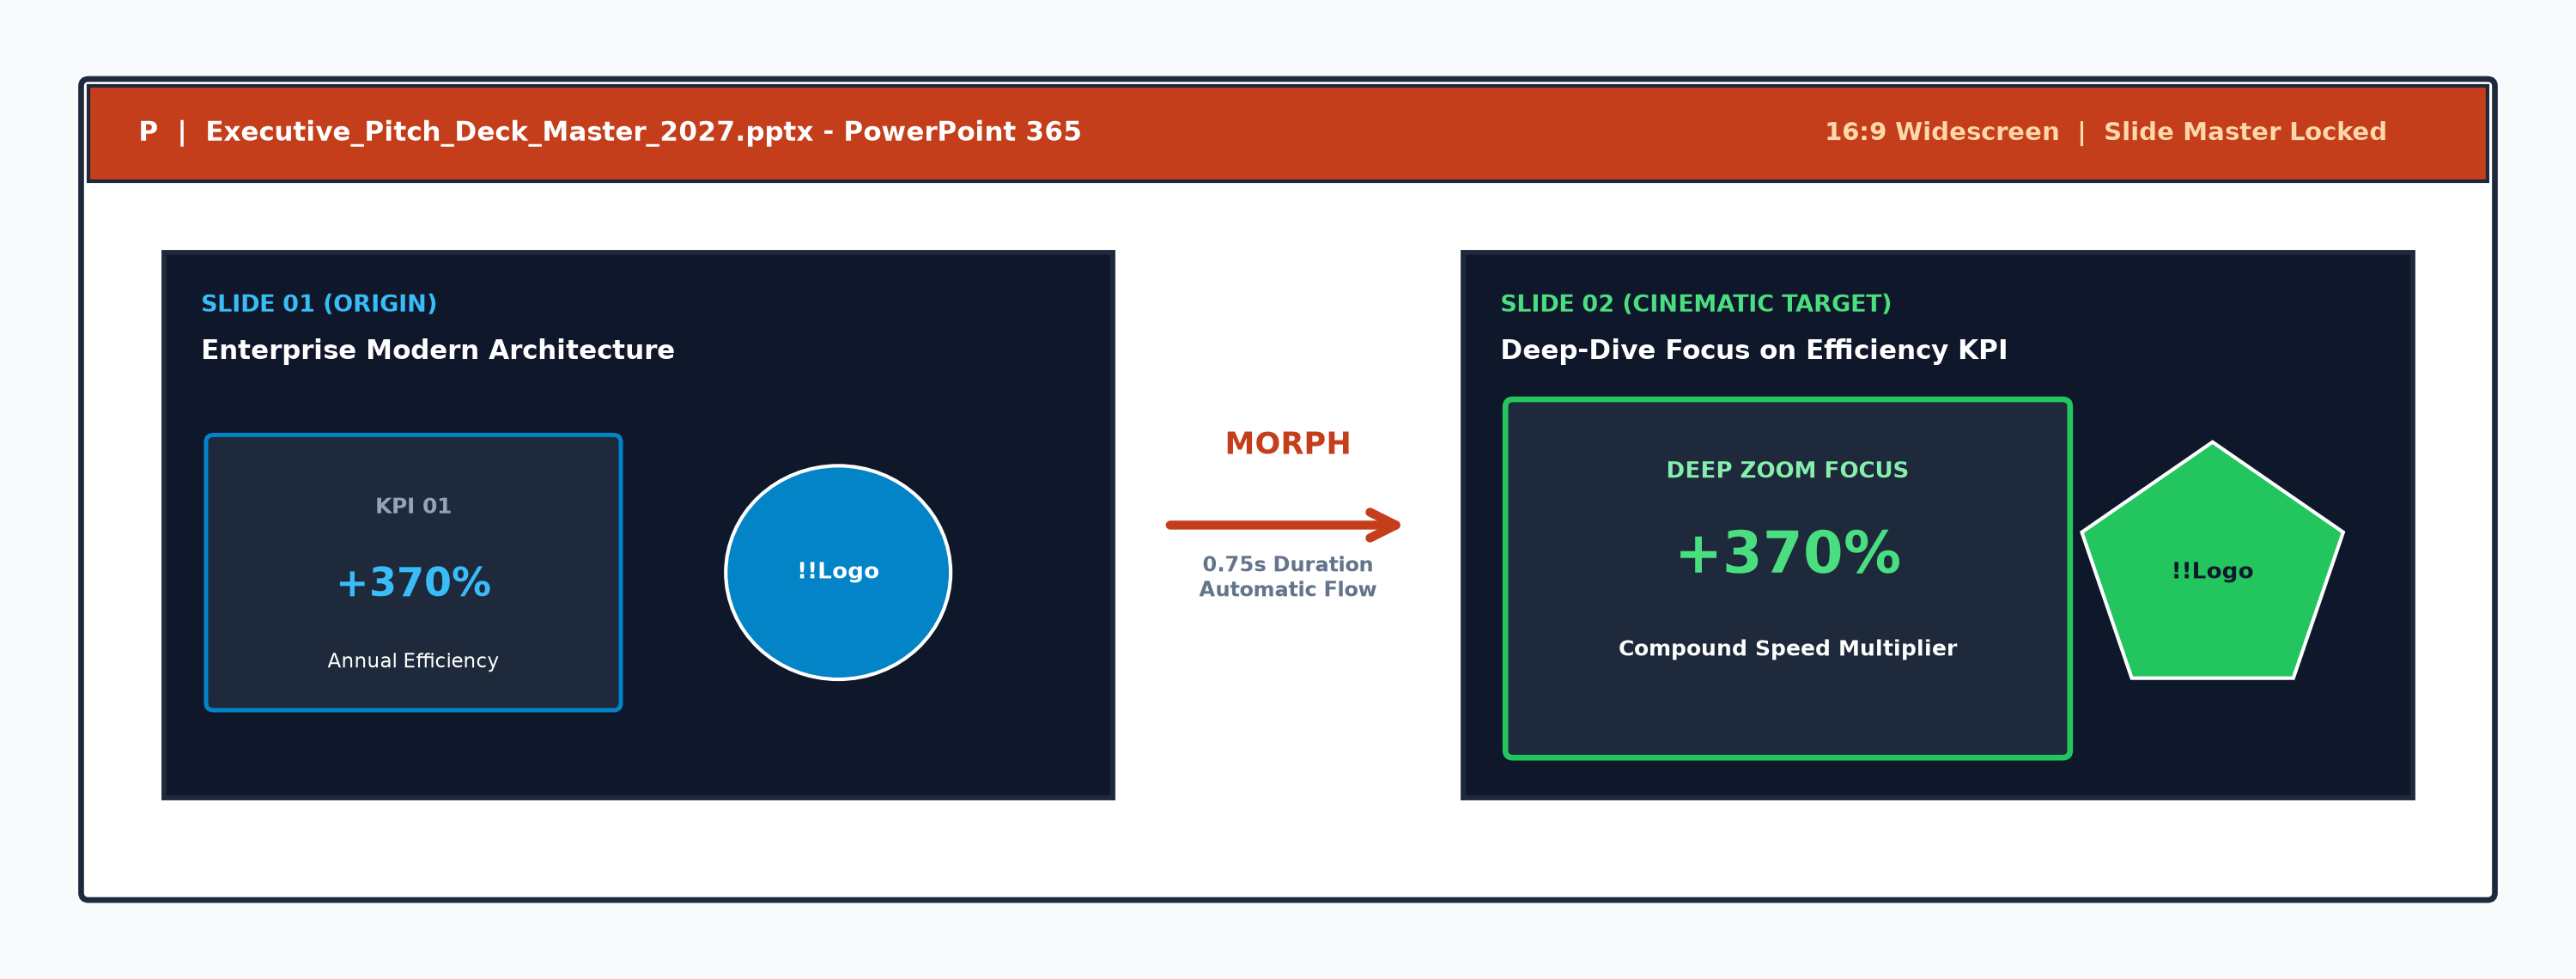 P | Executive_Pitch_Deck_Master_2027.pptx - PowerPoint 365
16:9 Widescreen | Slide Master Locked
SLIDE 01 (ORIGIN)
Enterprise Modern Architecture
KPI 01
+370%
Annual Efficiency
!!Logo
MORPH
0.75s Duration
Automatic Flow
SLIDE 02 (CINEMATIC TARGET)
Deep-Dive Focus on Efficiency KPI
DEEP ZOOM FOCUS
+370%
Compound Speed Multiplier
!!Logo